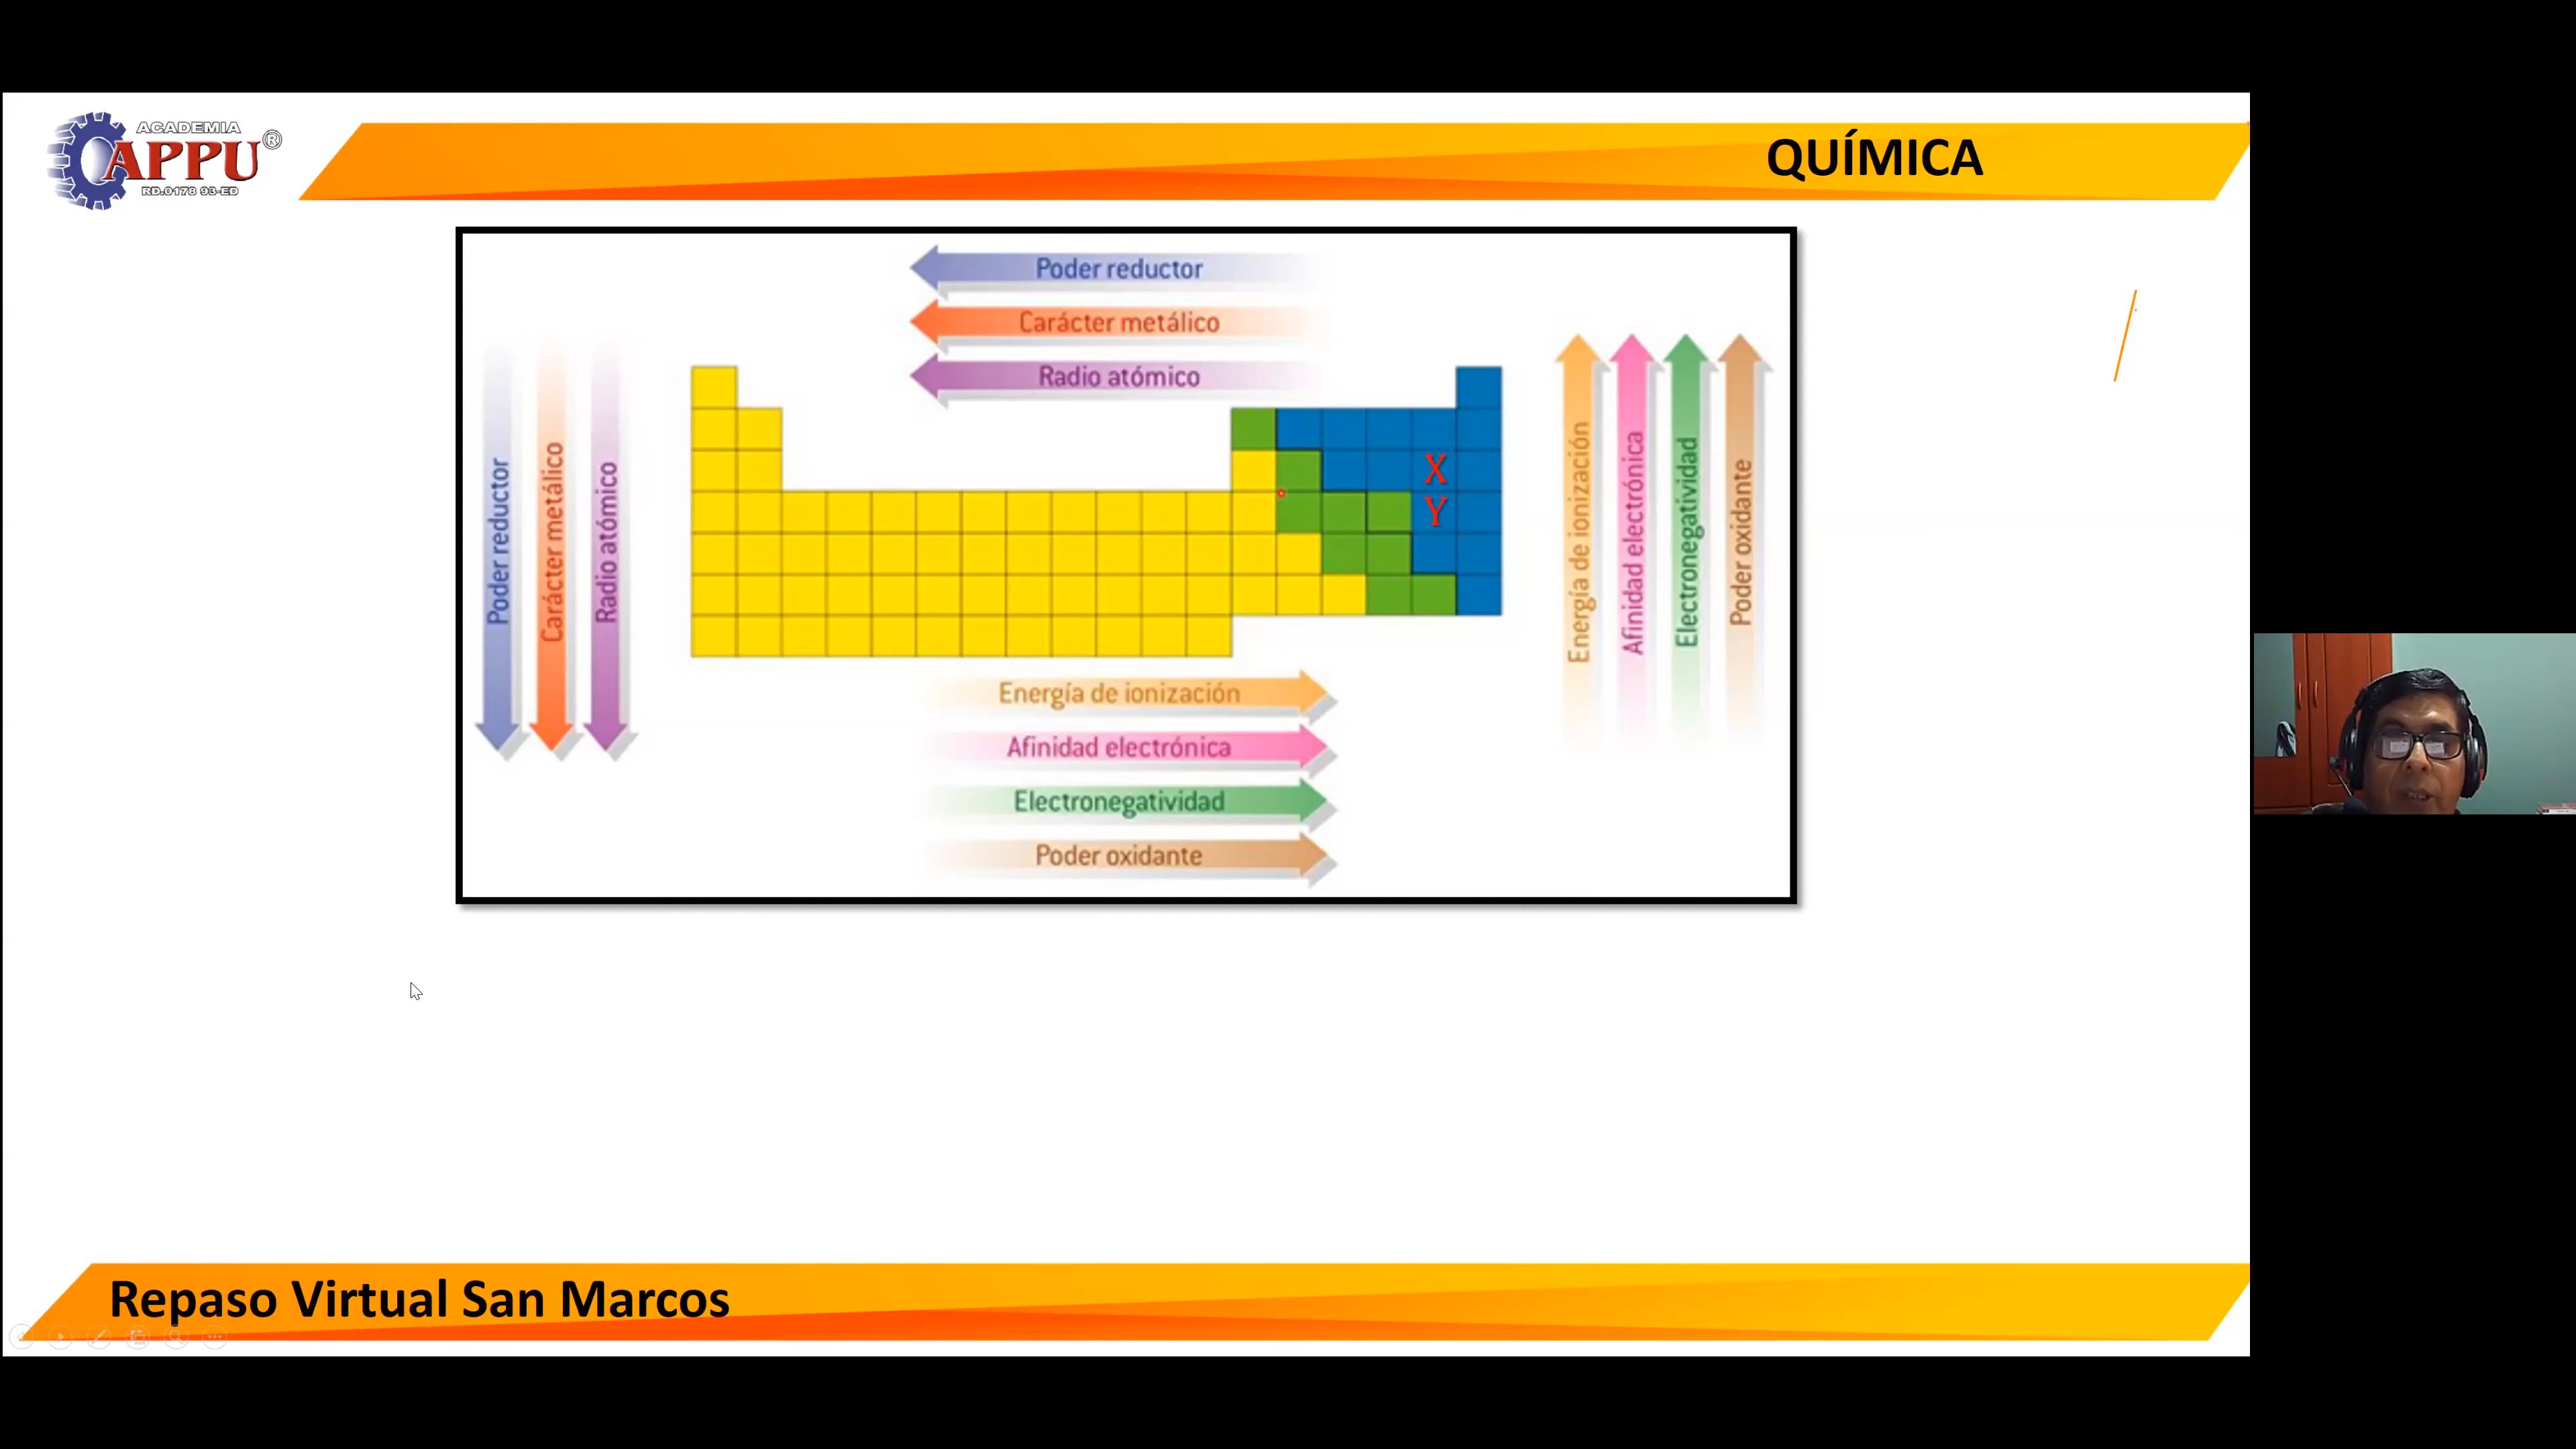 ACADEMIA
APPU®
RD.0178 93-ED
QUÍMICA
Poder reductor
Carácter metálico
Radio atómico
Poder reductor
Carácter metálico
Radio atómico
X
Y
Energía de ionización
Afinidad electrónica
Electronegatividad
Poder oxidante
Energía de ionización
Afinidad electrónica
Electronegatividad
Poder oxidante
Repaso Virtual San Marcos